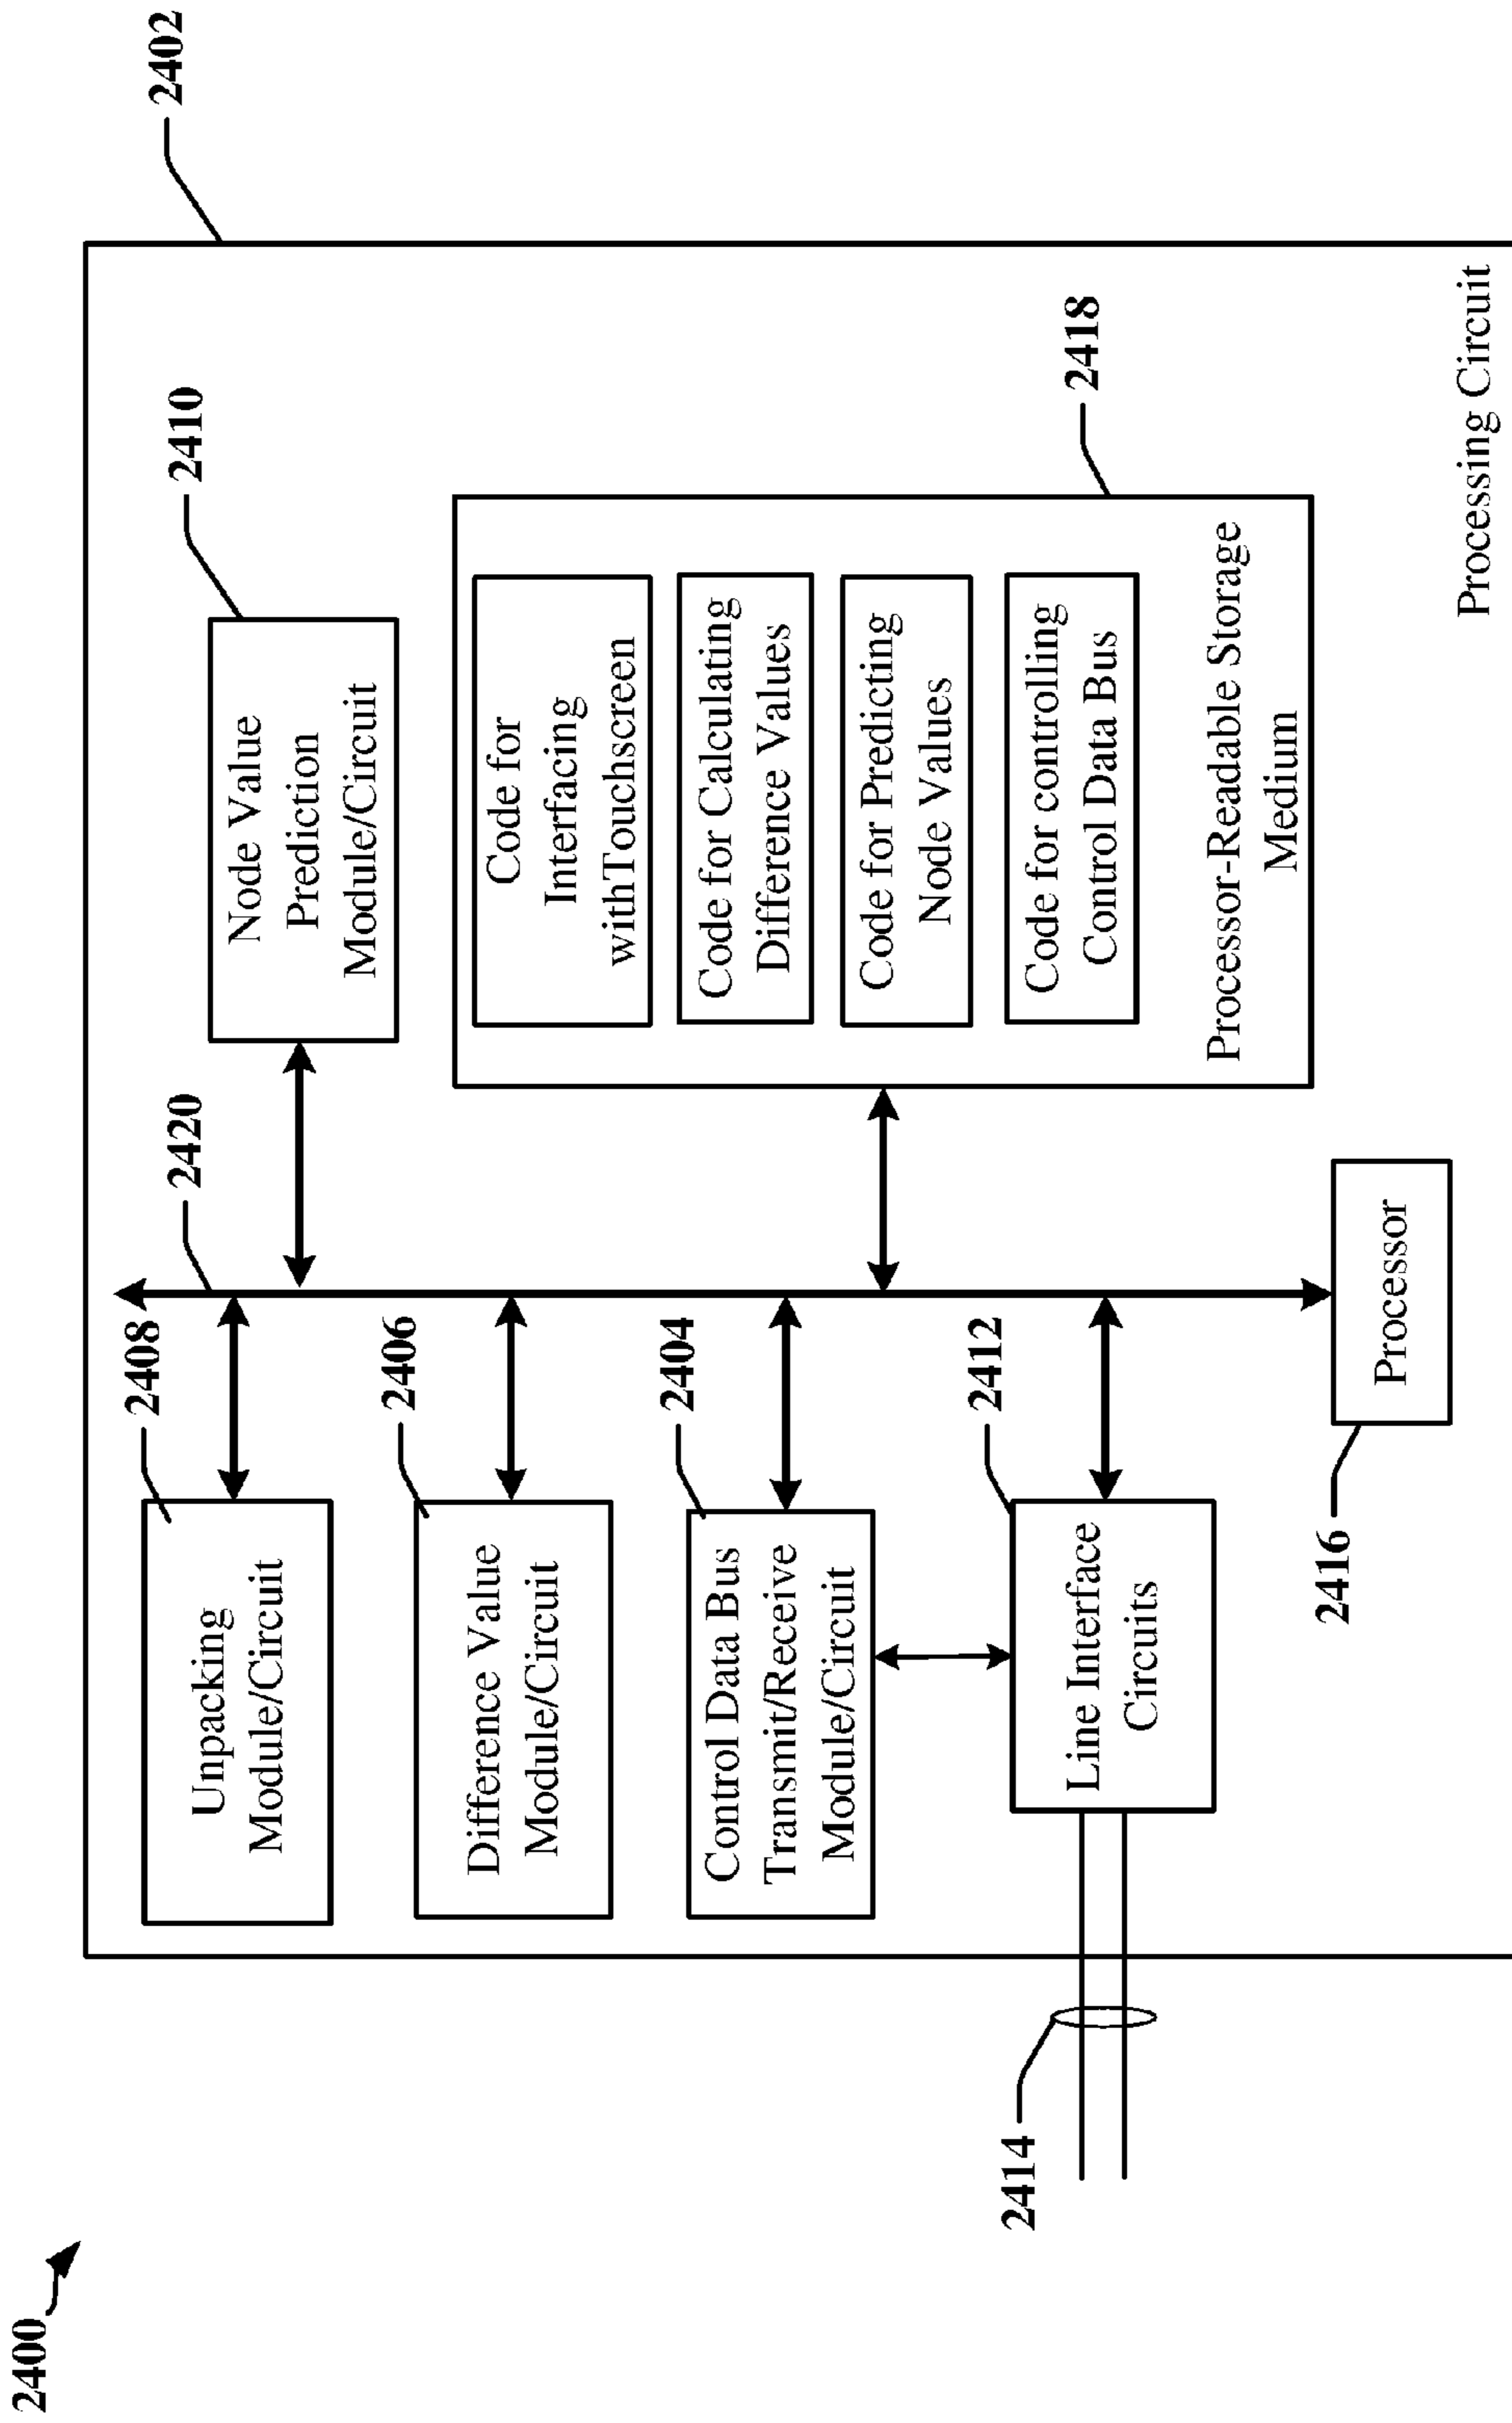 2400
2402
2408
Unpacking
Module/Circuit
2420
2410
Node Value
Prediction
Module/Circuit
2406
Difference Value
Module/Circuit
2404
Control Data Bus
Transmit/Receive
Module/Circuit
2418
Code for
Interfacing
withTouchscreen
Code for Calculating
Difference Values
Code for Predicting
Node Values
Code for controlling
Control Data Bus
Processor-Readable Storage
Medium
2414
2412
Line Interface
Circuits
2416
Processor
Processing Circuit